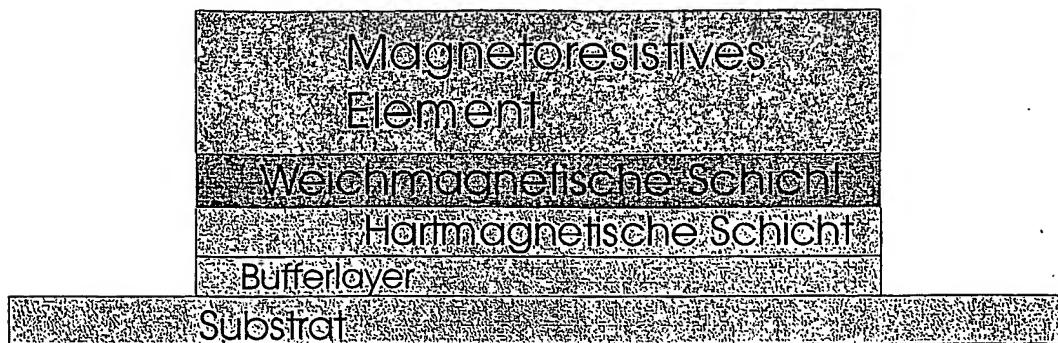 Magnetoresistives
Element
Weichmagnetische Schicht
Hartmagnetische Schicht
Bufferlayer
Substrat